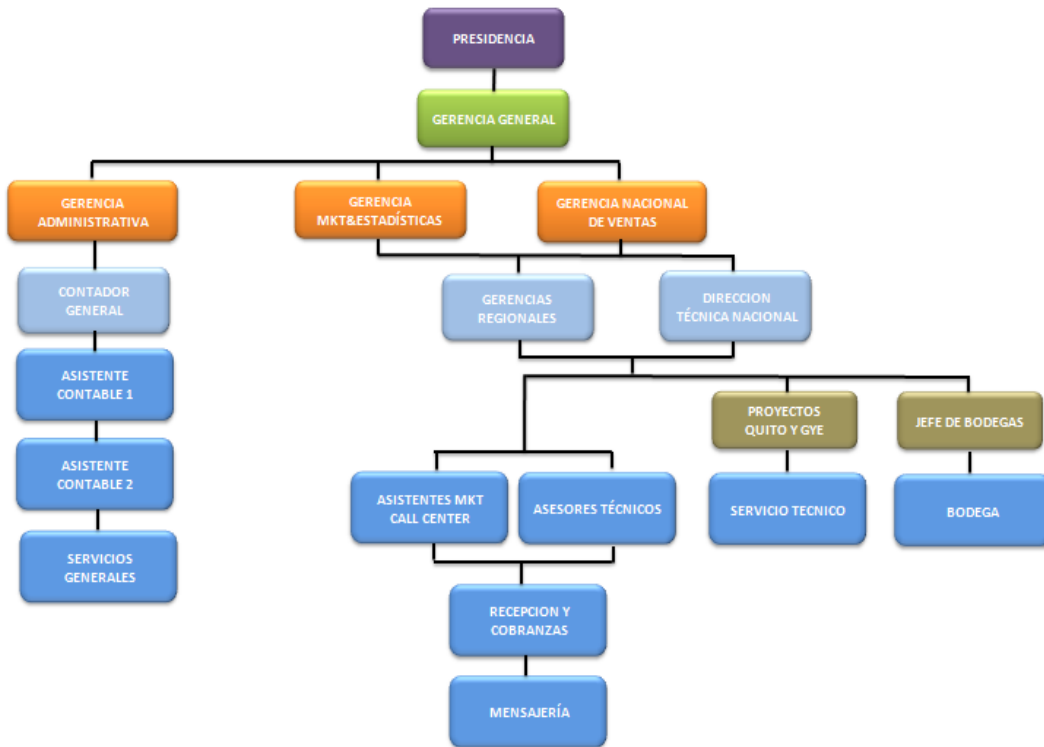 PRESIDENCIA
GERENCIA GENERAL
GERENCIA
ADMINISTRATIVA
GERENCIA
MKT&ESTADÍSTICAS
GERENCIA NACIONAL
DE VENTAS
CONTADOR
GENERAL
GERENCIAS
REGIONALES
DIRECCION
TÉCNICA NACIONAL
ASISTENTE
CONTABLE 1
PROYECTOS
QUITO Y GYE
JEFE DE BODEGAS
ASISTENTE
CONTABLE 2
ASISTENTES MKT
CALL CENTER
ASESORES TÉCNICOS
SERVICIO TECNICO
BODEGA
SERVICIOS
GENERALES
RECEPCION Y
COBRANZAS
MENSAJERÍA